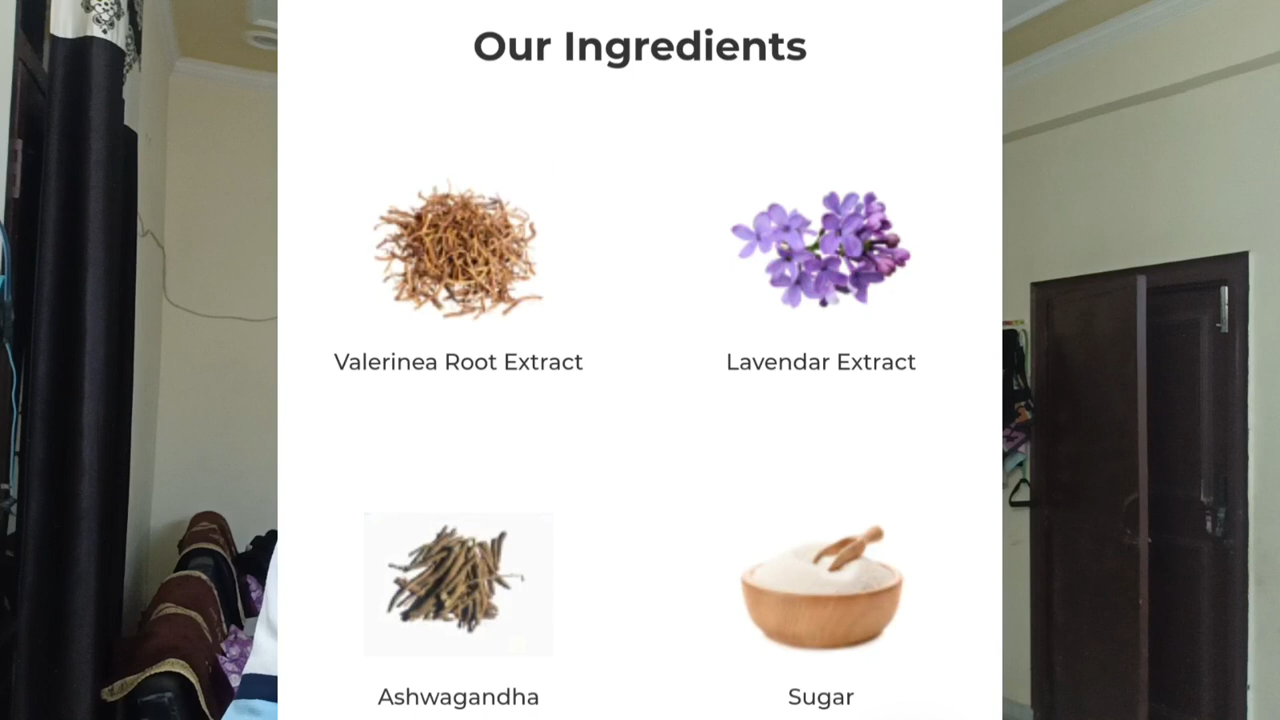 Our Ingredients
Valerinea Root Extract
Lavendar Extract
Ashwagandha
Sugar